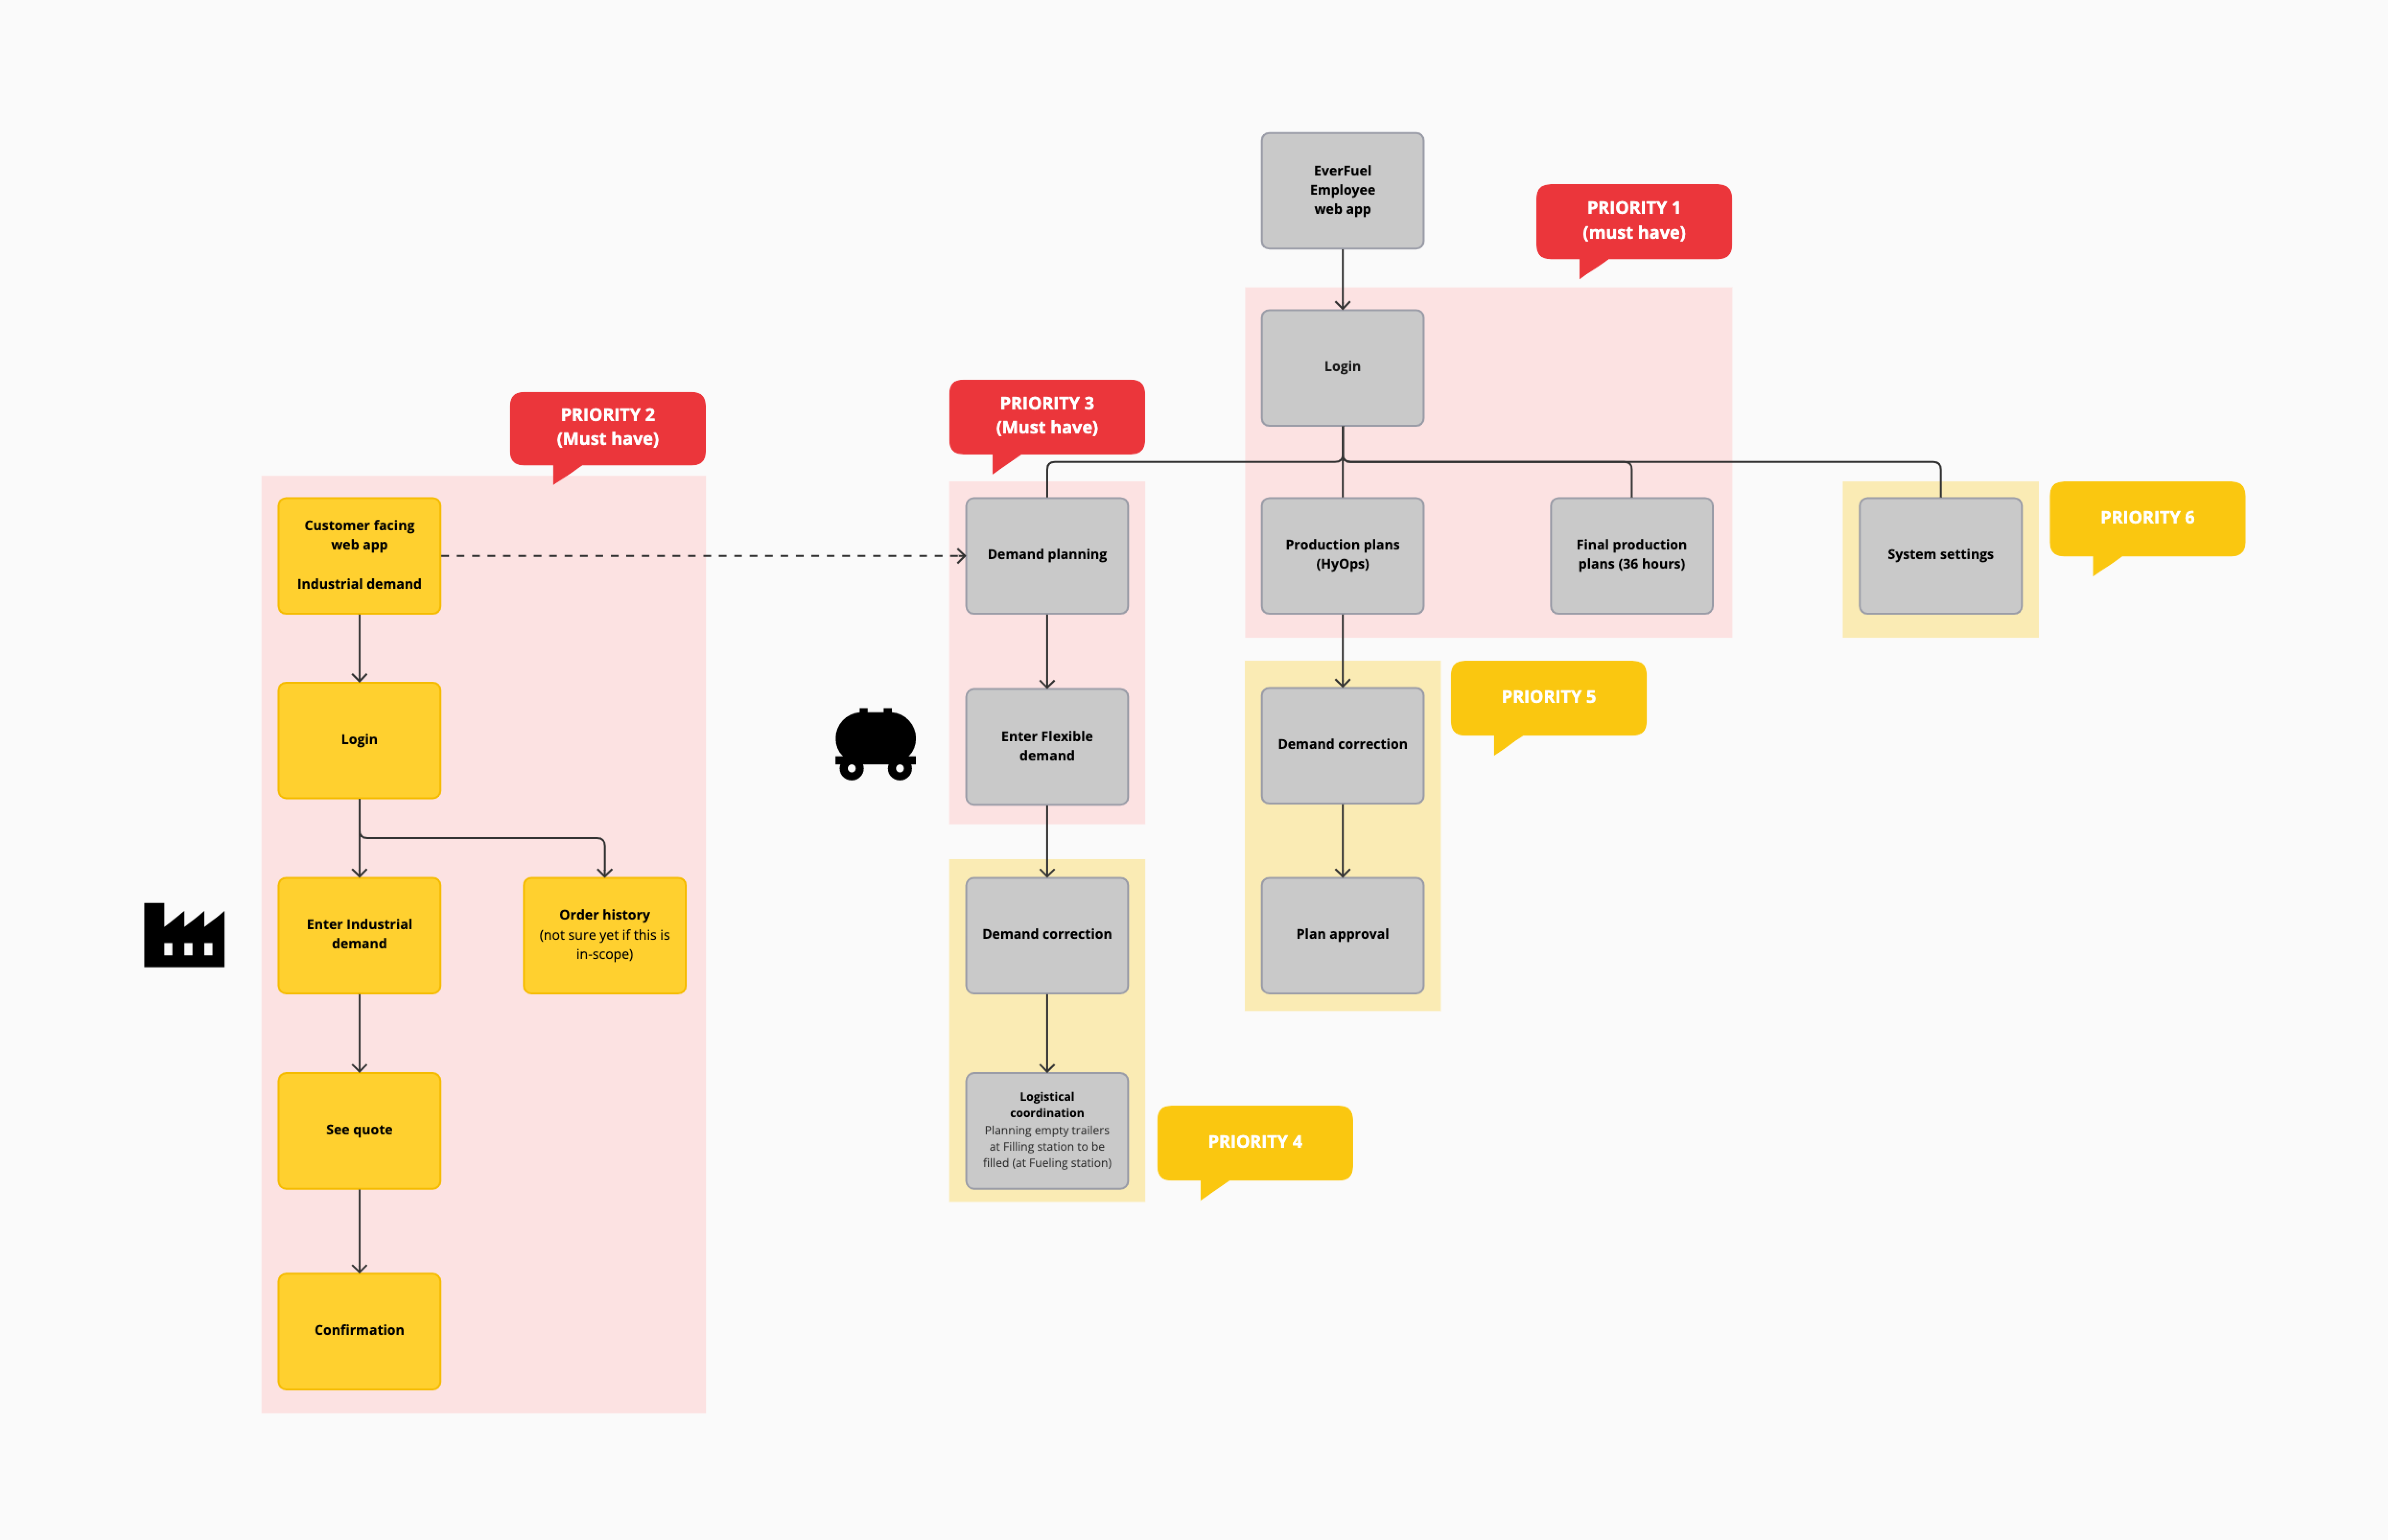 EverFuel
Employee
web app
PRIORITY 1
(must have)
Login
PRIORITY 2
(Must have)
PRIORITY 3
(Must have)
Customer facing
web app
Industrial demand
Demand planning
Production plans
(HyOps)
Final production
plans (36 hours)
System settings
PRIORITY 6
Login
Enter Flexible
demand
Demand correction
PRIORITY 5
Enter Industrial
demand
Order history
(not sure yet if this is
in-scope)
Demand correction
Plan approval
See quote
Logistical
coordination
Planning empty trailers
at Filling station to be
filled (at Fueling station)
PRIORITY 4
Confirmation